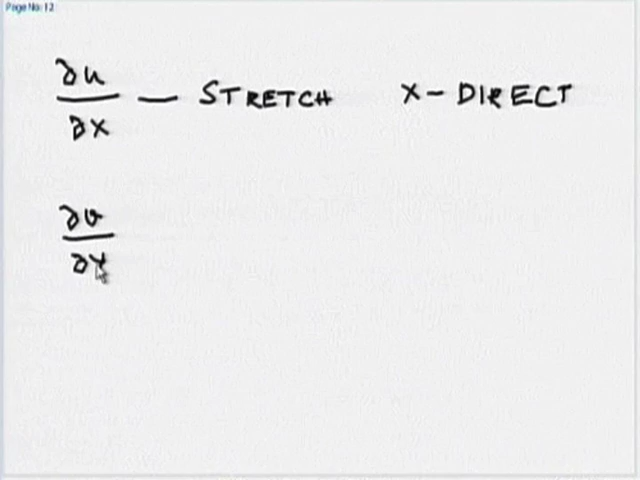 Page No: 12
∂u/∂x — STRETCH X - DIRECT
∂v/∂y